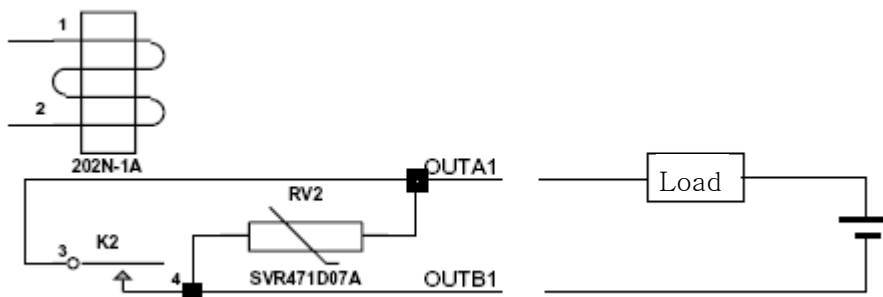 1
2
202N-1A
OUTA1
RV2
Load
K2
3
4
SVR471D07A
OUTB1